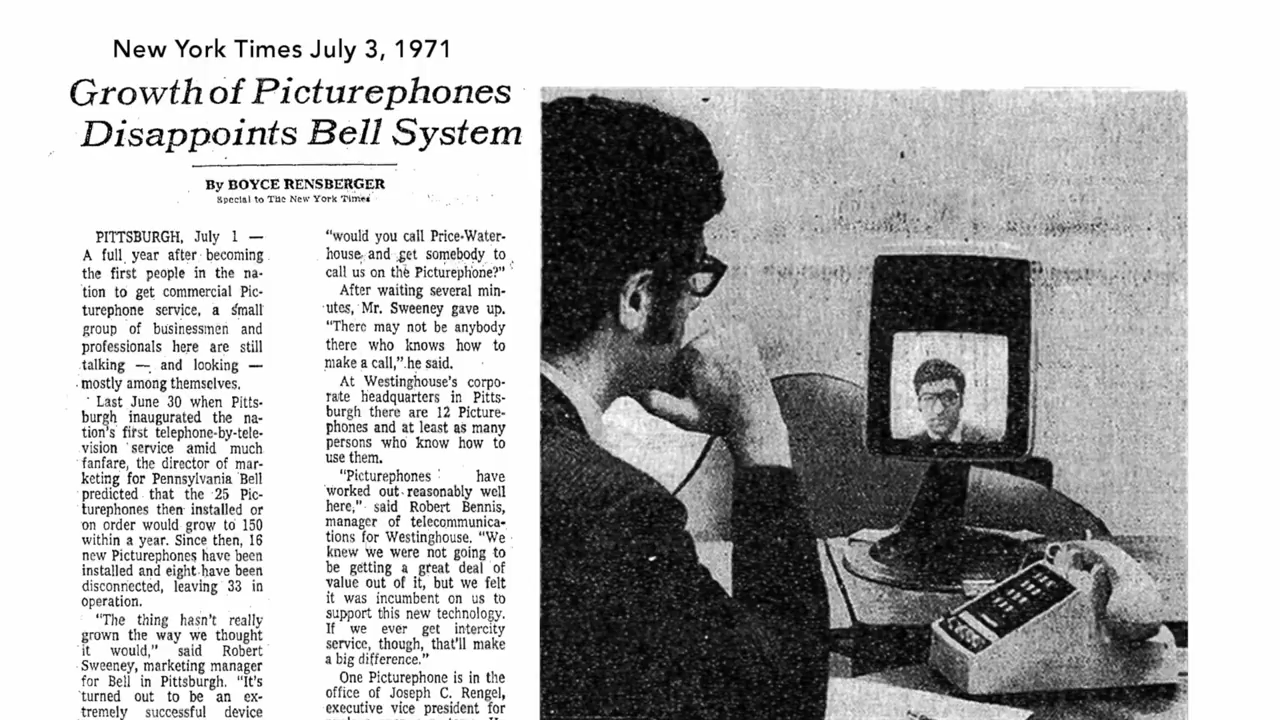 New York Times July 3, 1971
Growth of Picturephones
Disappoints Bell System
By BOYCE RENSBERGER
Special to The New York Times
PITTSBURGH, July 1 —
A full year after becoming
the first people in the na-
tion to get commercial Pic-
turephone service, a small
group of businessmen and
professionals here are still
talking — and looking —
mostly among themselves.
Last June 30 when Pitts-
burgh inaugurated the na-
tion's first telephone-by-tele-
vision service amid much
fanfare, the director of mar-
keting for Pennsylvania Bell
predicted that the 25 Pic-
turephones then installed or
on order would grow to 150
within a year. Since then, 16
new Picturephones have been
installed and eight have been
disconnected, leaving 33 in
operation.
"The thing hasn't really
grown the way we thought
it would," said Robert
Sweeney, marketing manager
for Bell in Pittsburgh. "It's
turned out to be an ex-
tremely successful device
"would you call Price-Water-
house and get somebody to
call us on the Picturephone?"
After waiting several min-
utes, Mr. Sweeney gave up.
"There may not be anybody
there who knows how to
make a call," he said.
At Westinghouse's corpo-
rate headquarters in Pitts-
burgh there are 12 Picture-
phones and at least as many
persons who know how to
use them.
"Picturephones have
worked out reasonably well
here," said Robert Bennis,
manager of telecommunica-
tions for Westinghouse. "We
knew we were not going to
be getting a great deal of
value out of it, but we felt
it was incumbent on us to
support this new technology.
If we ever get intercity
service, though, that'll make
a big difference."
One Picturephone is in the
office of Joseph C. Rengel,
executive vice president for